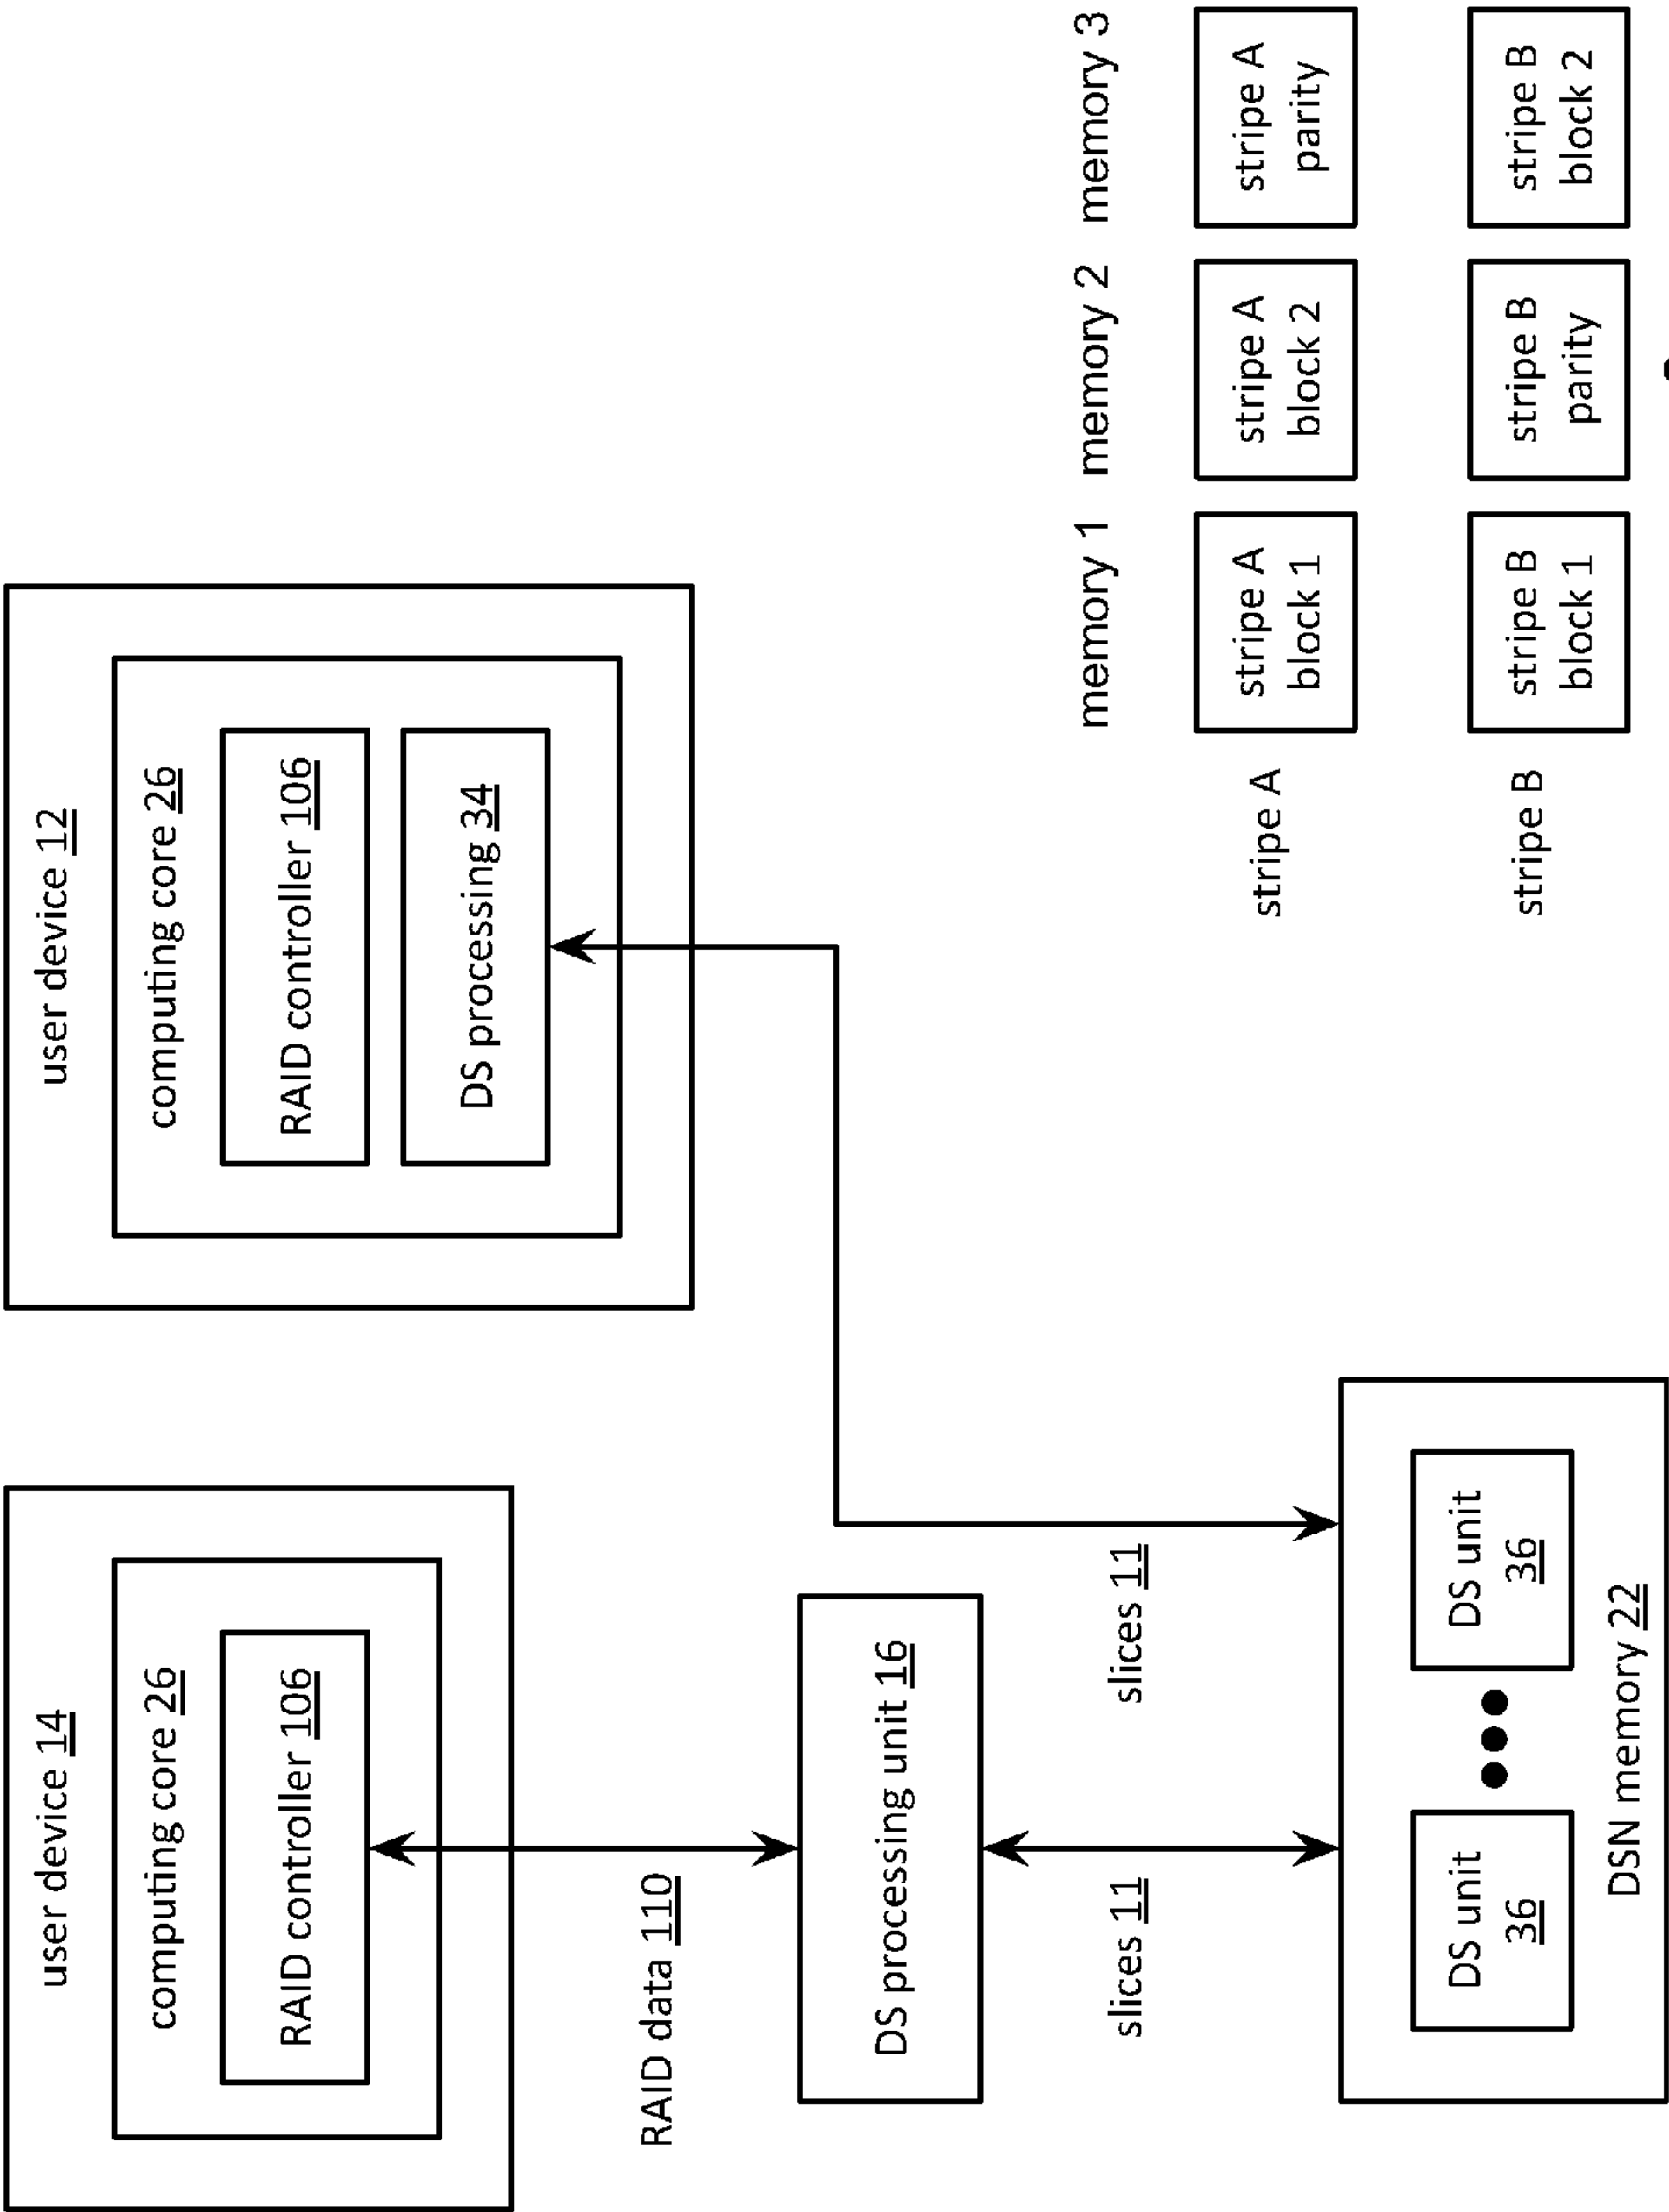 user device 14
computing core 26
RAID controller 106
RAID data 110
DS processing unit 16
slices 11
slices 11
DS unit
36
DS unit
36
DSN memory 22
user device 12
computing core 26
RAID controller 106
DS processing 34
memory 1 memory 2 memory 3
stripe A
stripe A
block 1
stripe A
block 2
stripe A
parity
stripe B
stripe B
block 1
stripe B
parity
stripe B
block 2